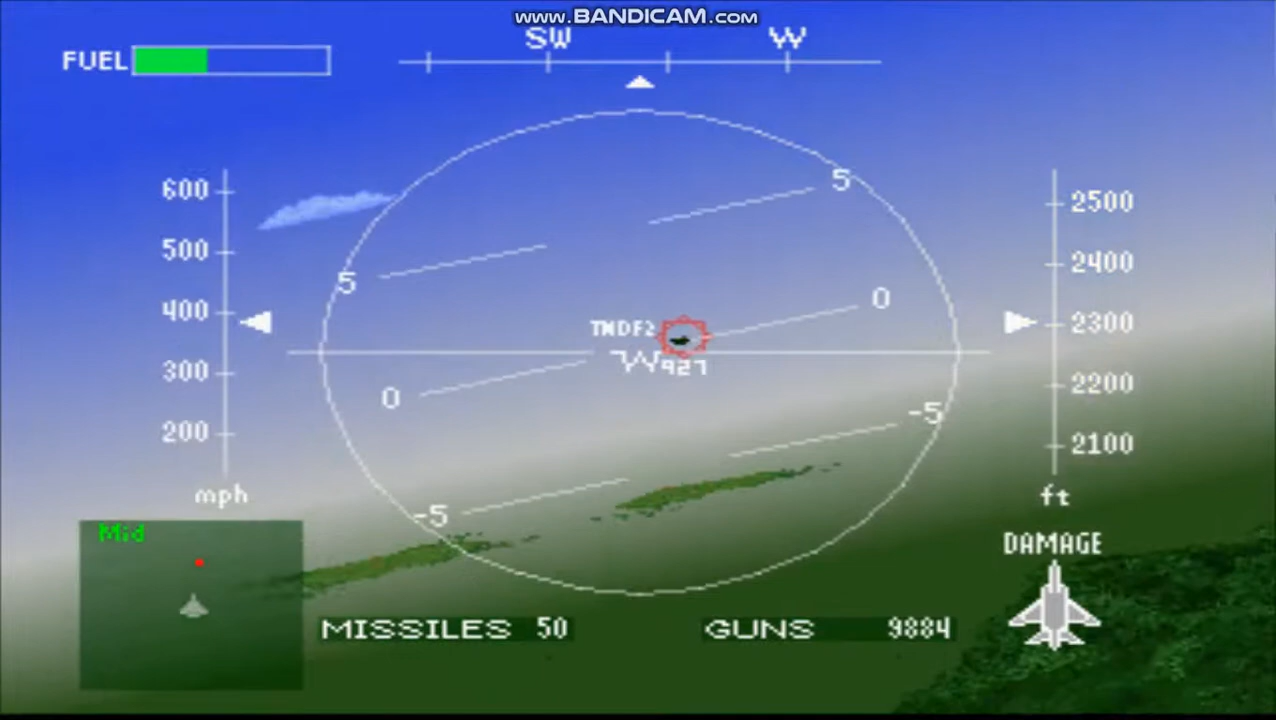 www.BANDICAM.com
SW W
FUEL
600
500
400
300
200
mph
5
5
0
0
-5
-5
TNDF2
W927
2500
2400
2300
2200
2100
ft
Mid
DAMAGE
MISSILES 50
GUNS 9884